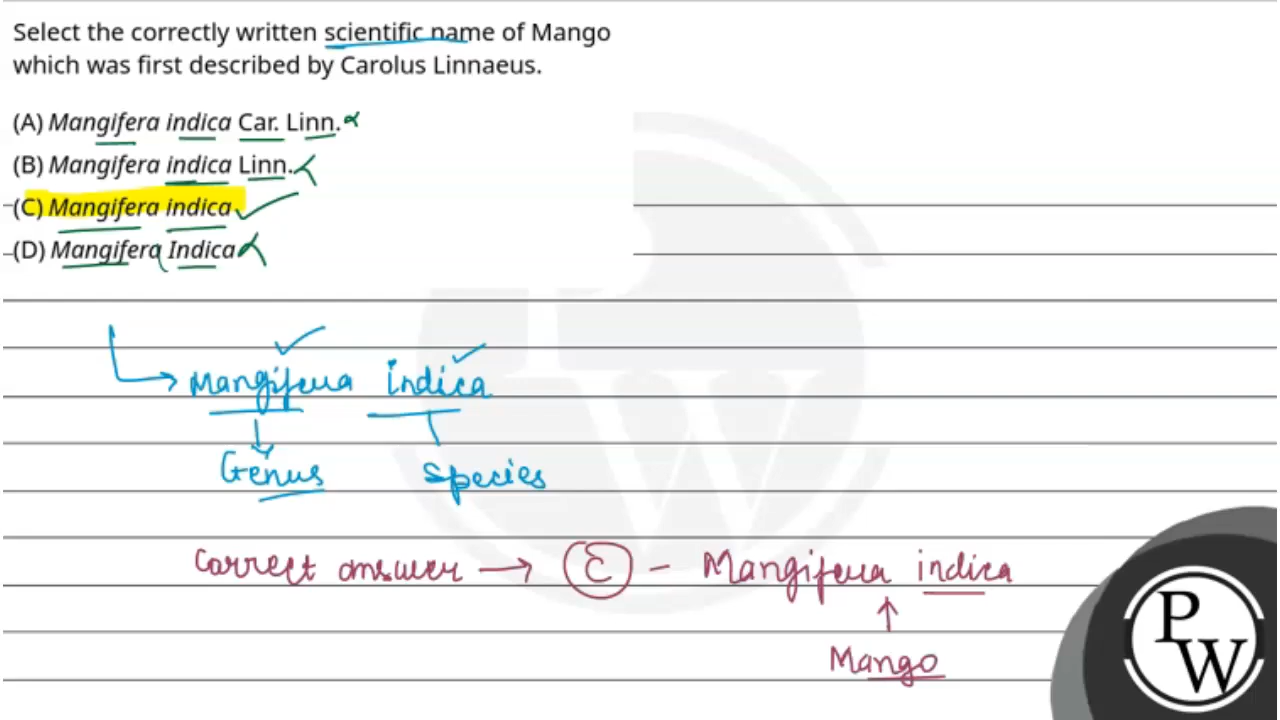 Select the correctly written scientific name of Mango
which was first described by Carolus Linnaeus.
(A) Mangifera indica Car. Linn.
(B) Mangifera indica Linn.
(C) Mangifera indica
(D) Mangifera Indica
Mangifera indica
Genus species
Correct answer → C - Mangifera indica
Mango
PW